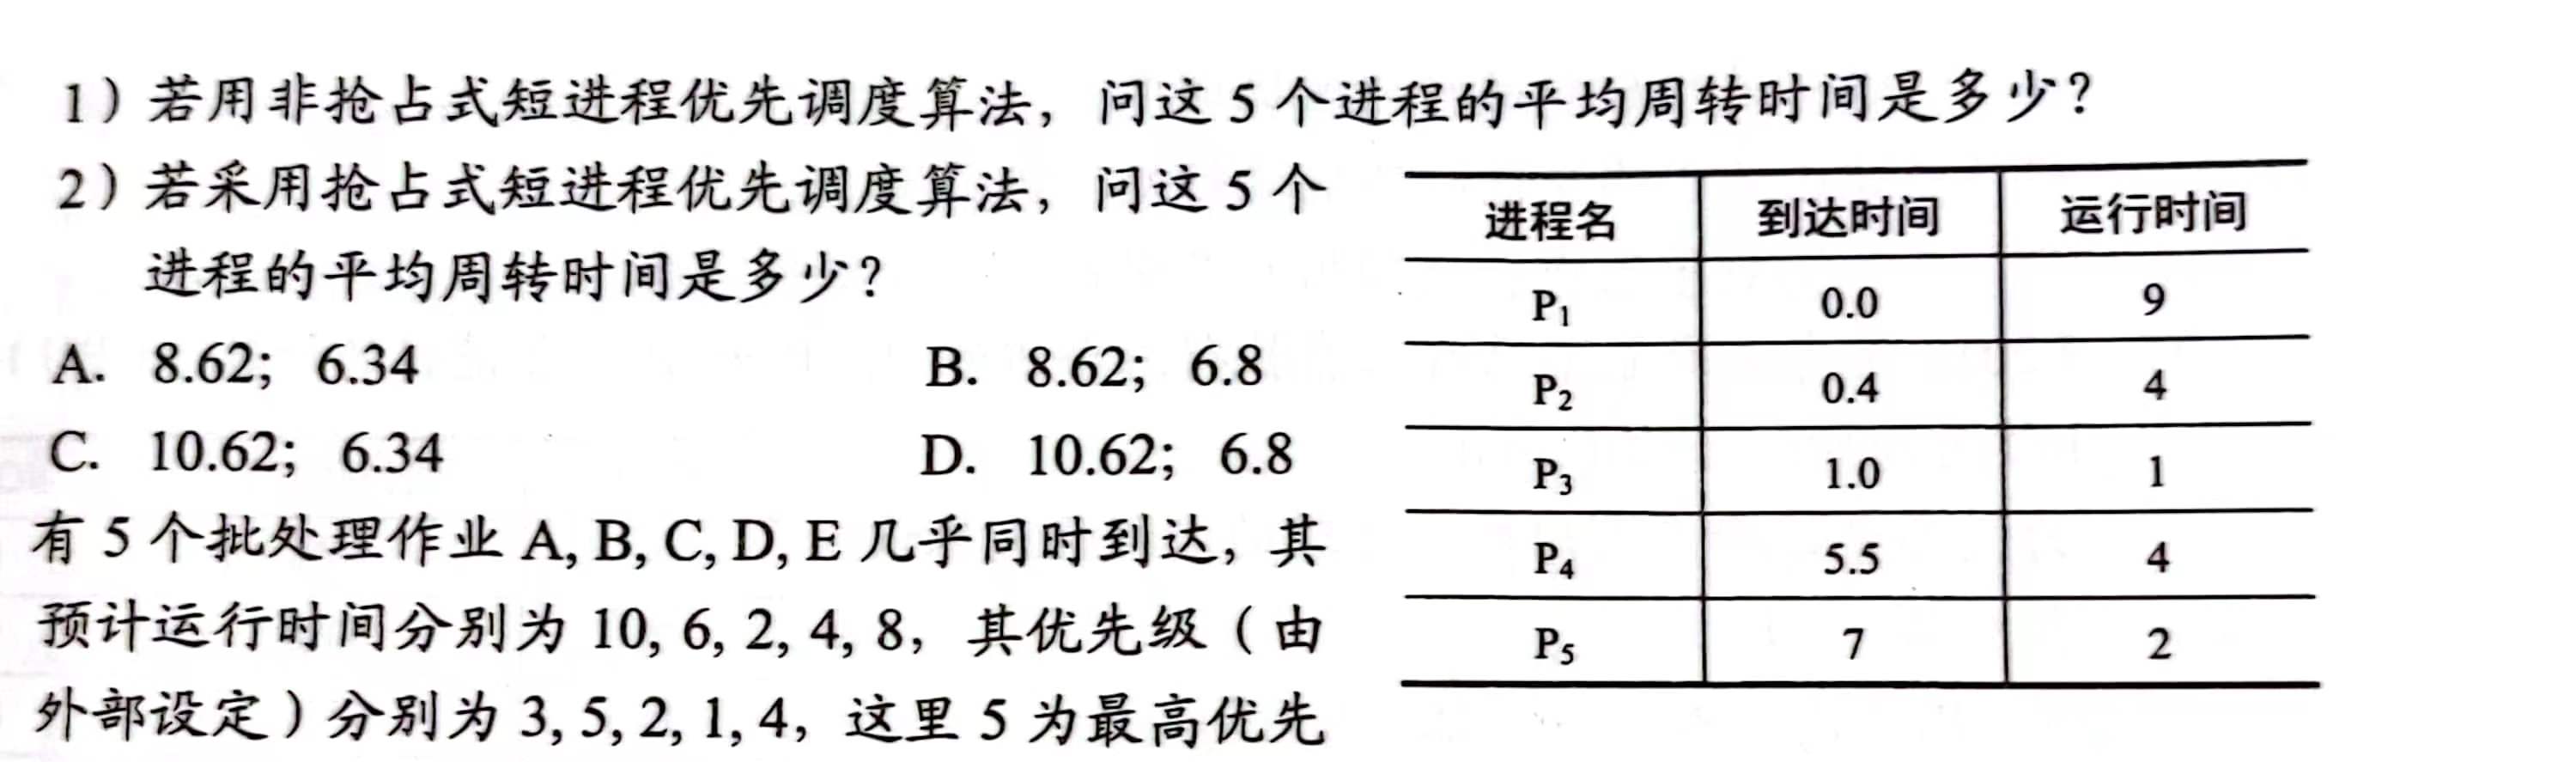 1）若用非抢占式短进程优先调度算法，问这 5 个进程的平均周转时间是多少？
2）若采用抢占式短进程优先调度算法，问这 5 个
进程的平均周转时间是多少？
A. 8.62; 6.34 B. 8.62; 6.8
C. 10.62; 6.34 D. 10.62; 6.8
有 5 个批处理作业 A, B, C, D, E 几乎同时到达，其
预计运行时间分别为 10, 6, 2, 4, 8，其优先级（由
外部设定）分别为 3, 5, 2, 1, 4，这里 5 为最高优先
进程名 到达时间 运行时间
P₁ 0.0 9
P₂ 0.4 4
P₃ 1.0 1
P₄ 5.5 4
P₅ 7 2